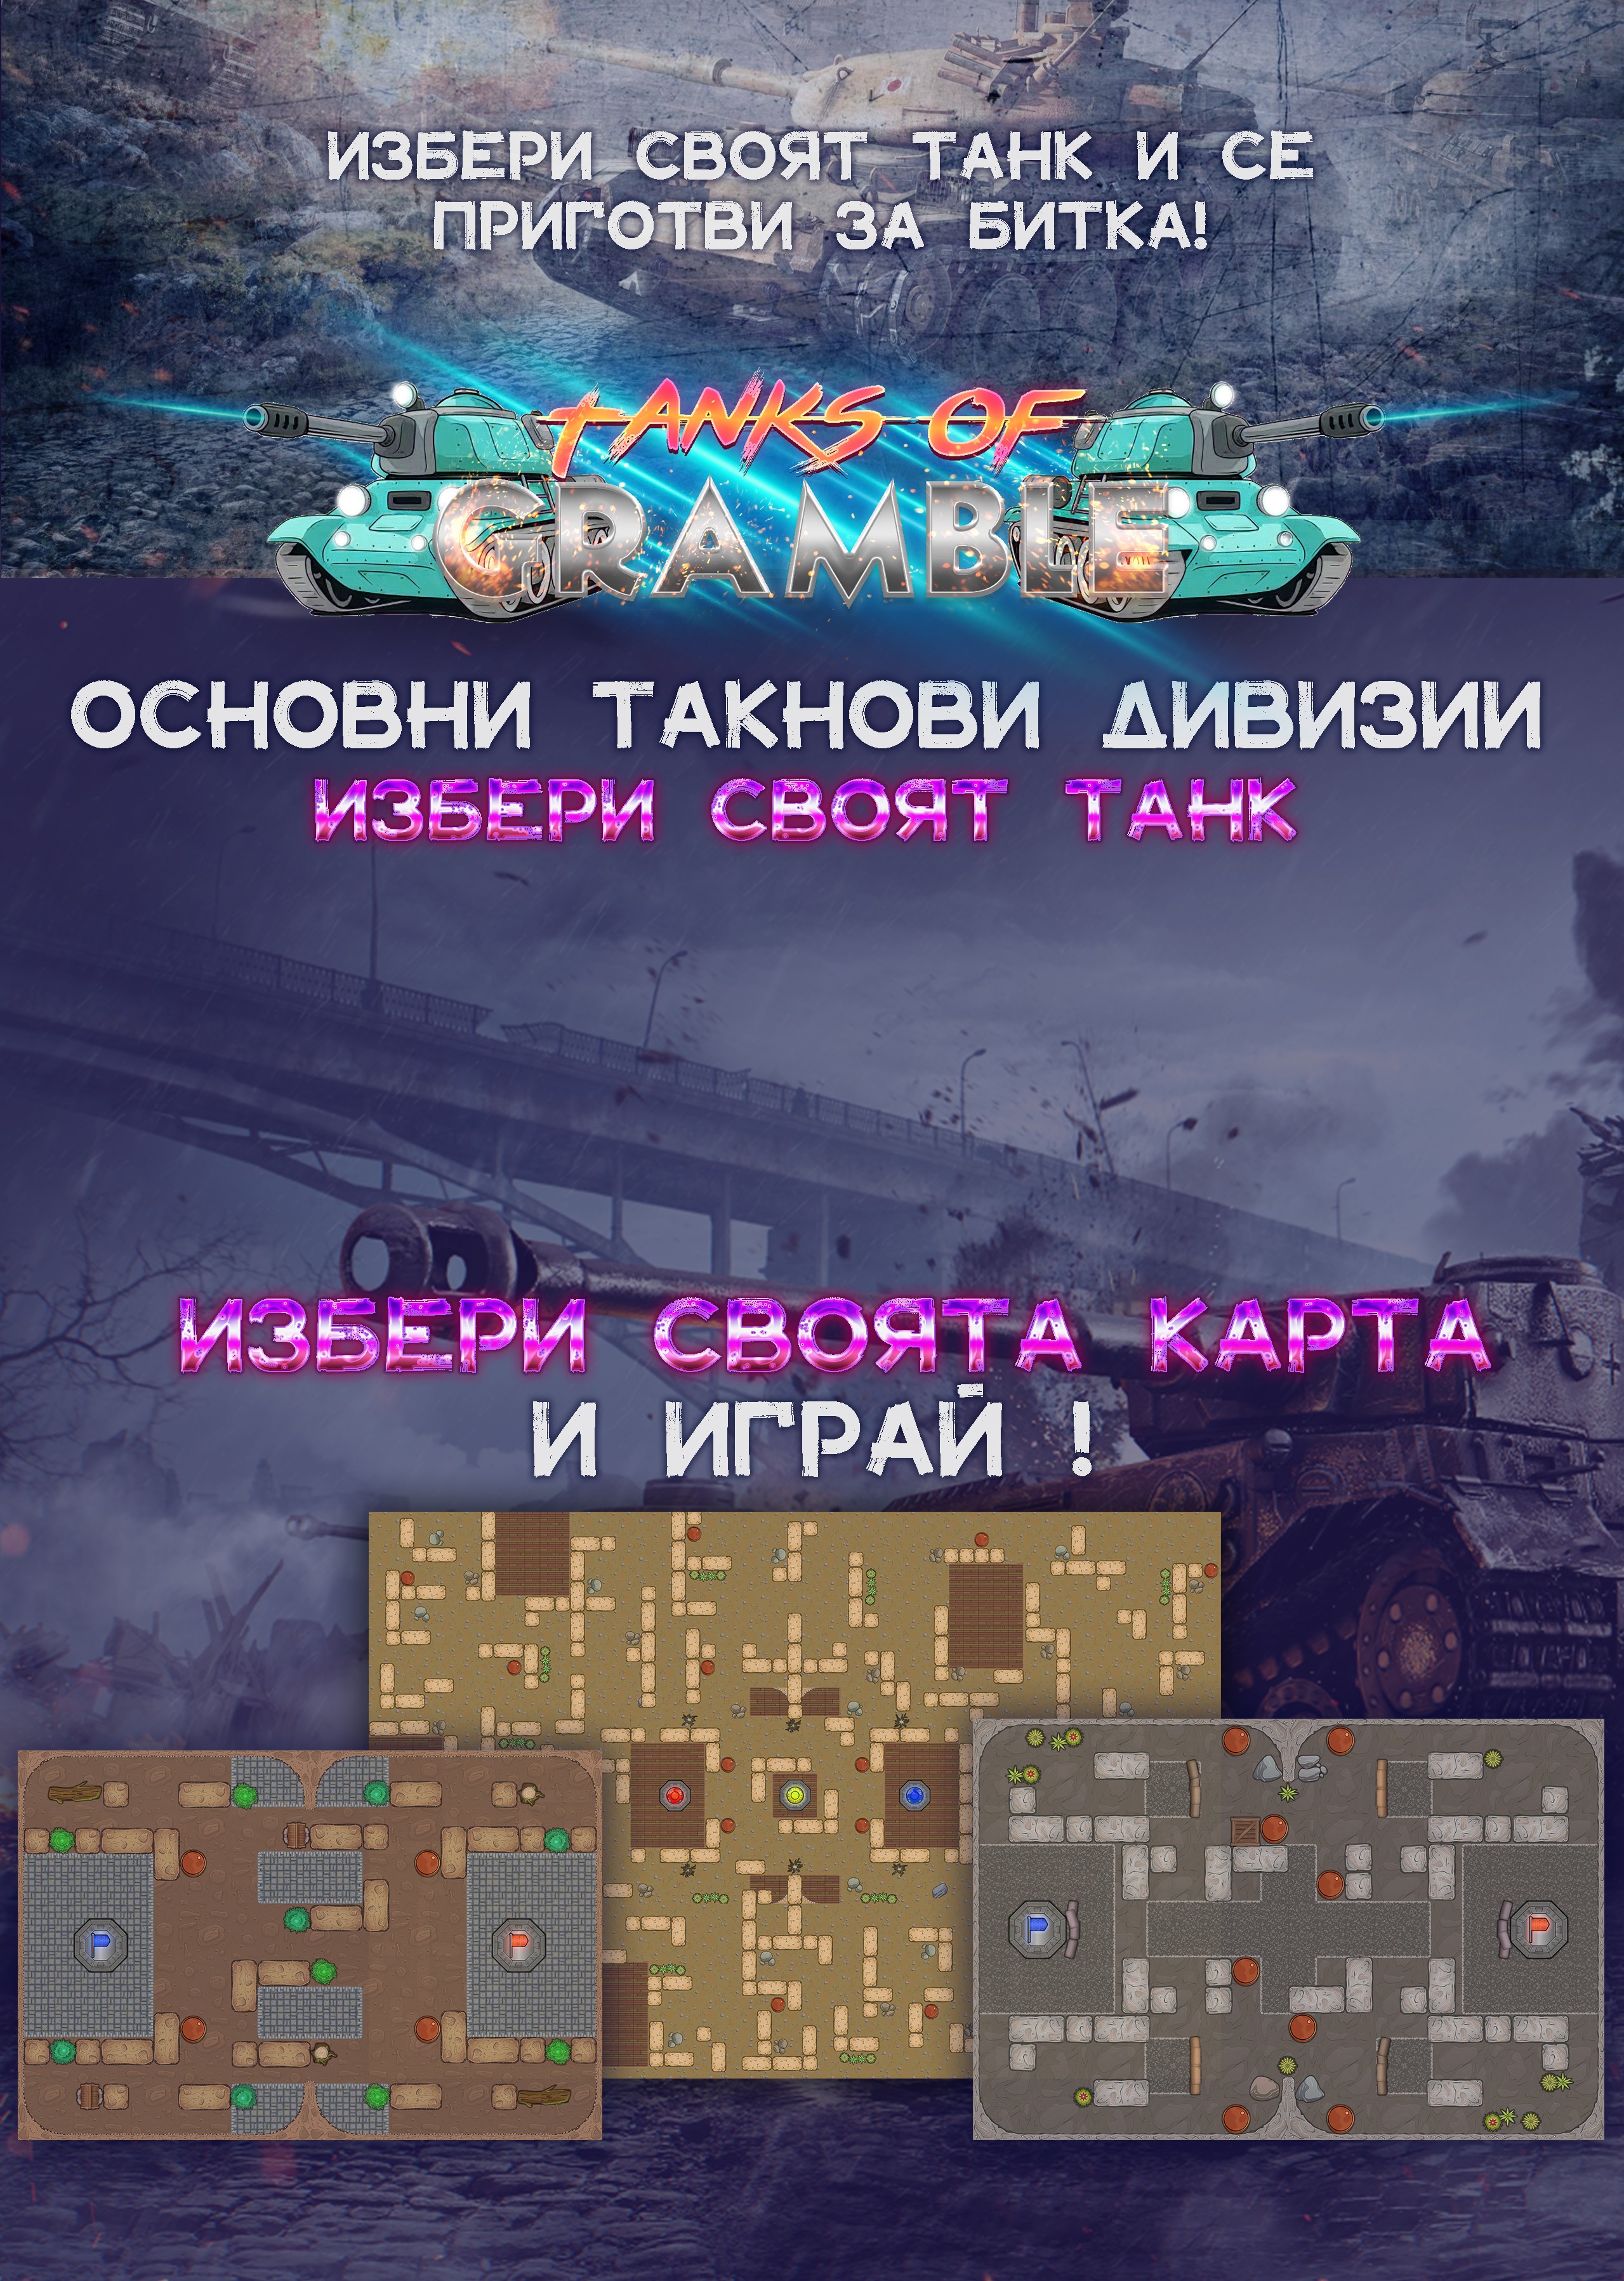 ИЗБЕРИ СВОЯТ ТАНК И СЕ
ПРИГОТВИ ЗА БИТКА!
TANKS OF
GRAMBLE
ОСНОВНИ ТАКНОВИ ДИВИЗИИ
ИЗБЕРИ СВОЯТ ТАНК
ИЗБЕРИ СВОЯТА КАРТА
И ИГРАЙ !